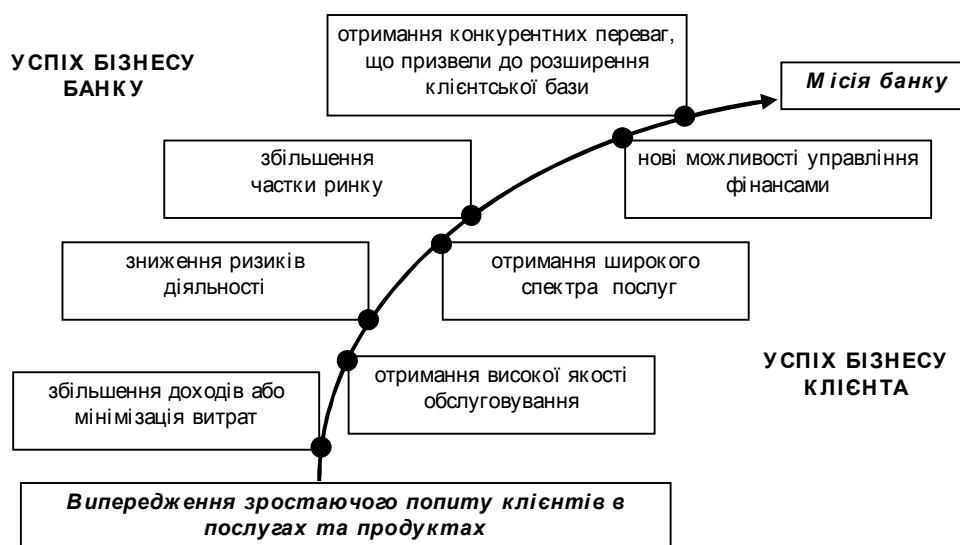 отримання конкурентних переваг,
що призвели до розширення
клієнтської бази
УСПІХ БІЗНЕСУ
БАНКУ
Місія банку
збільшення
частки ринку
нові можливості управління
фінансами
зниження ризиків
діяльності
отримання широкого
спектра послуг
УСПІХ БІЗНЕСУ
КЛІЄНТА
збільшення доходів або
мінімізація витрат
отримання високої якості
обслуговування
Випередження зростаючого попиту клієнтів в
послугах та продуктах